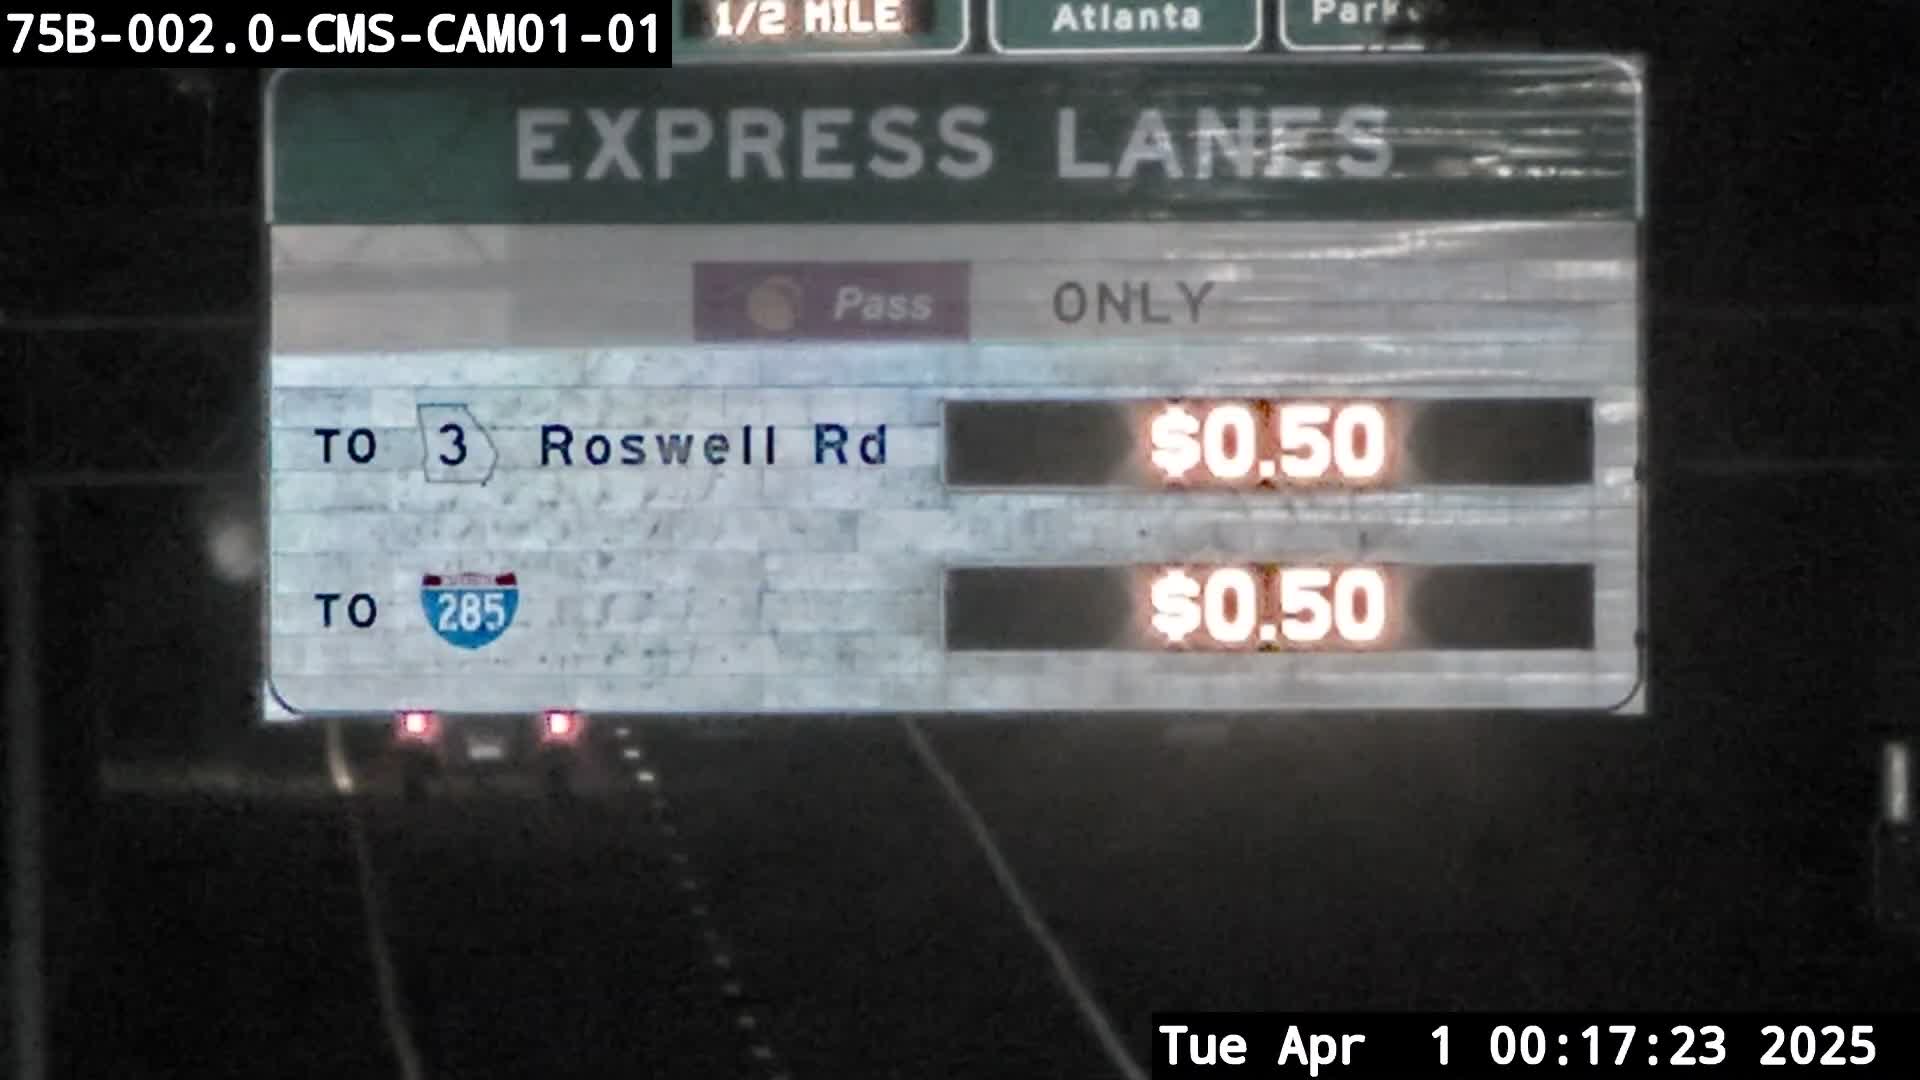 75B-002.0-CMS-CAM01-01
1/2 MILE
Atlanta
EXPRESS LANES
Pass ONLY
TO 3 Roswell Rd $0.50
TO 285 $0.50
Tue Apr 1 00:17:23 2025